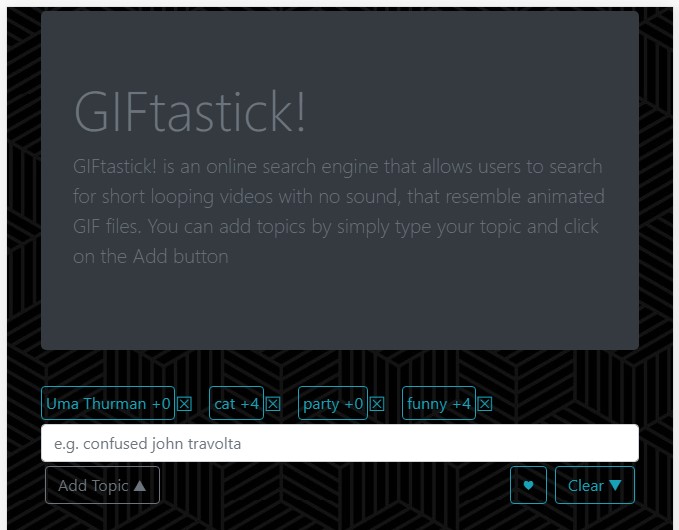 GIFtastick!
GIFtastick! is an online search engine that allows users to search
for short looping videos with no sound, that resemble animated
GIF files. You can add topics by simply type your topic and click
on the Add button
Uma Thurman +0 ☒ cat +4 ☒ party +0 ☒ funny +4 ☒
e.g. confused john travolta
Add Topic ▲ ♥ Clear ▼